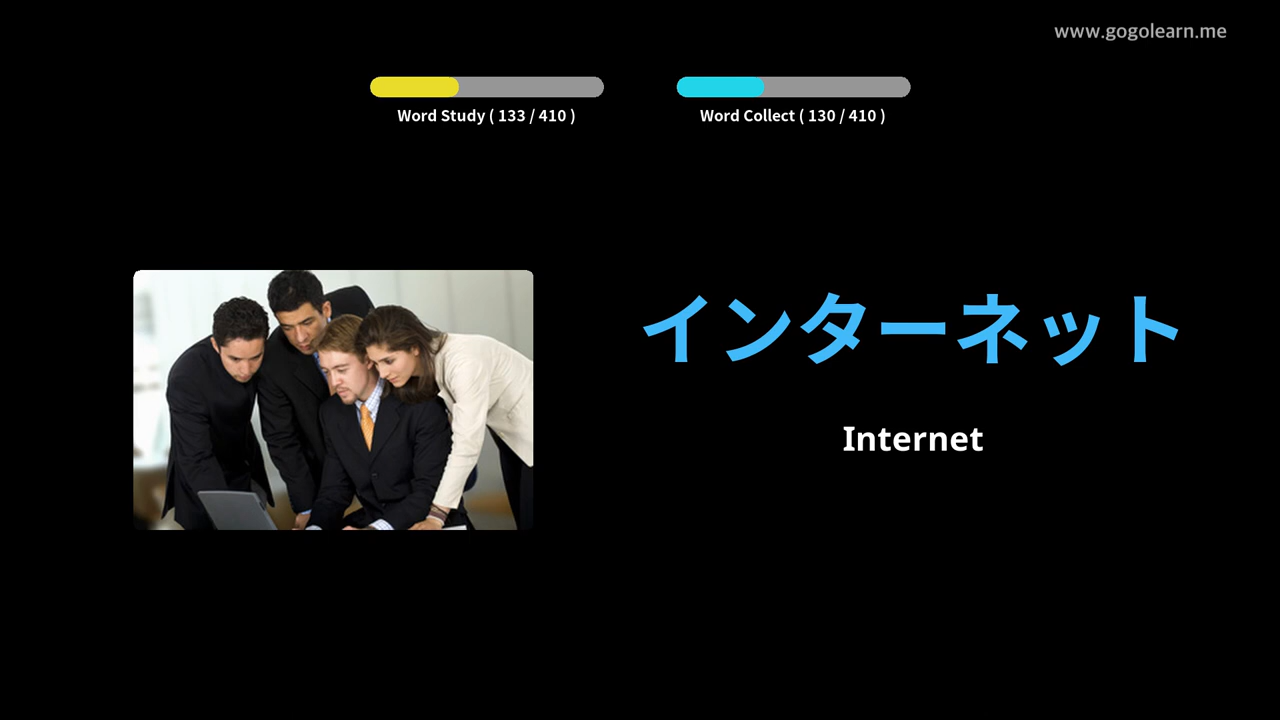 www.gogolearn.me
Word Study ( 133 / 410 )
Word Collect ( 130 / 410 )
インターネット
Internet